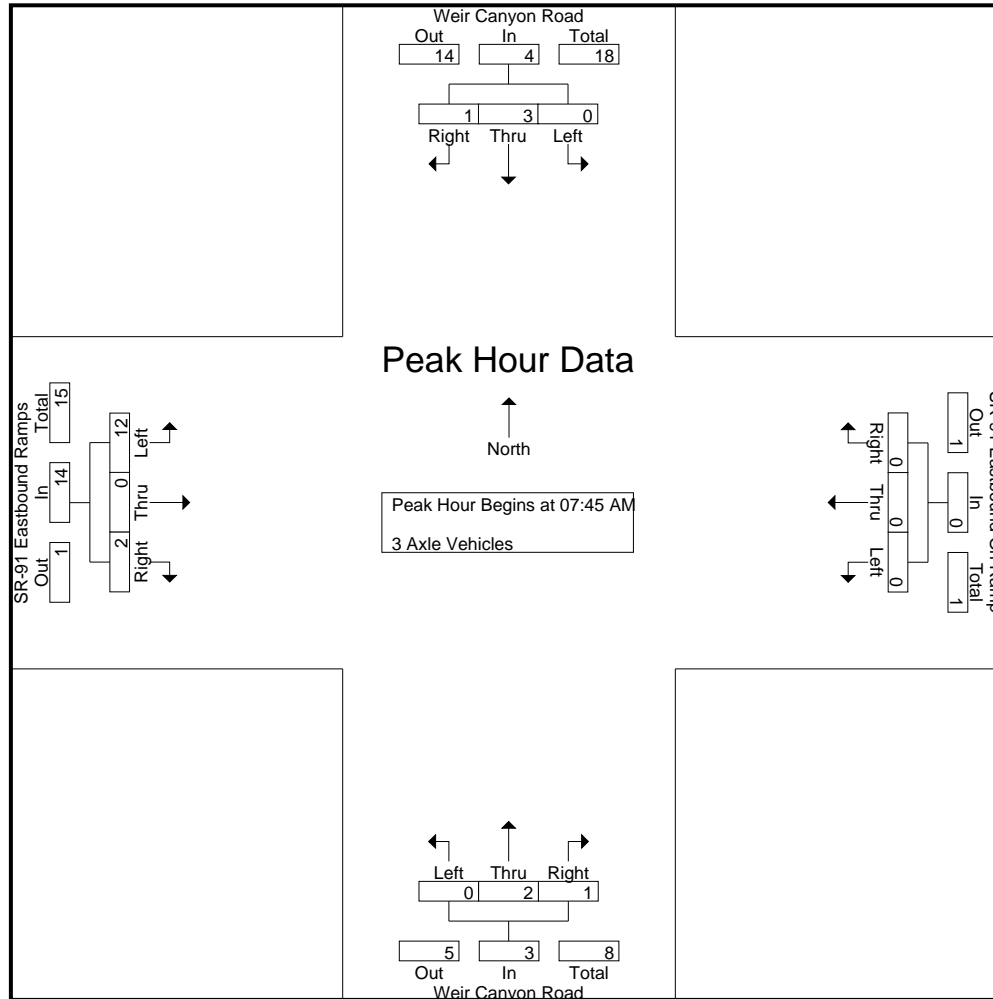 Weir Canyon Road
Out In Total
14 4 18
1 3 0
Right Thru Left
Peak Hour Data
North
Peak Hour Begins at 07:45 AM
3 Axle Vehicles
SR-91 Eastbound Ramps
Total In Out
15 14 1
12 0 2
Left Thru Right
Out In Total
1 0 1
0 0 0
Right Thru Left
Left Thru Right
0 2 1
5 3 8
Out In Total
Weir Canyon Road